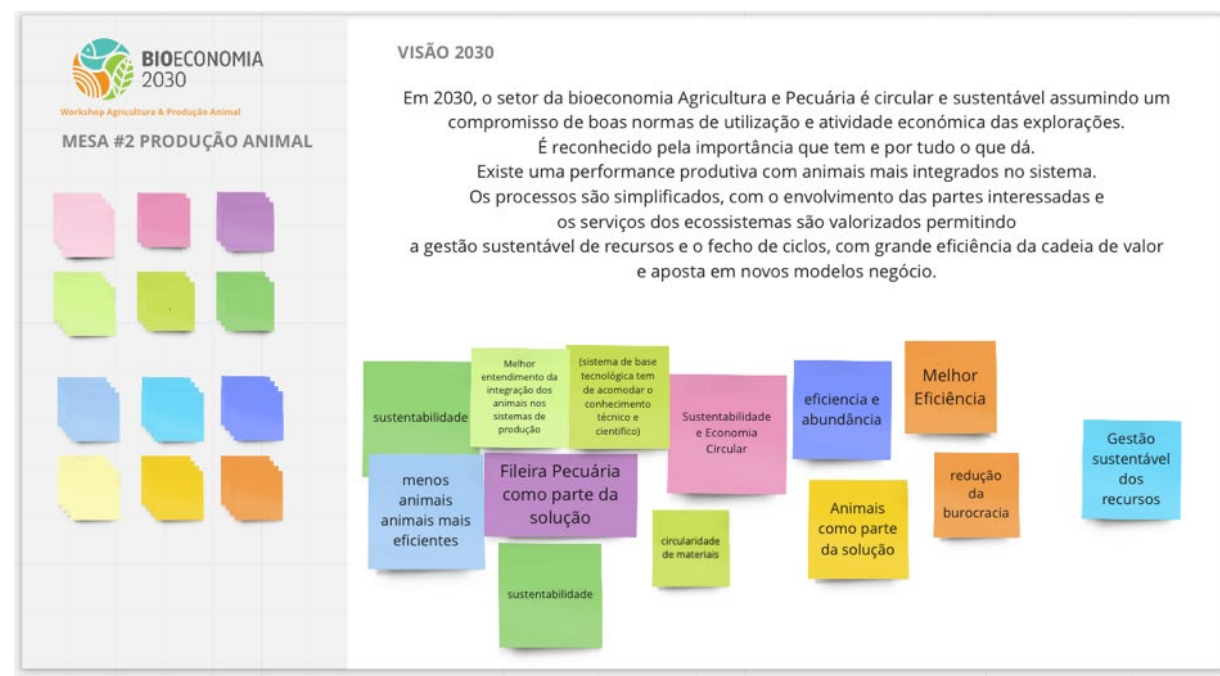 BIOECONOMIA
2030
Workshop Agricultura & Produção Animal
MESA #2 PRODUÇÃO ANIMAL
VISÃO 2030
Em 2030, o setor da bioeconomia Agricultura e Pecuária é circular e sustentável assumindo um
compromisso de boas normas de utilização e atividade económica das explorações.
É reconhecido pela importância que tem e por tudo o que dá.
Existe uma performance produtiva com animais mais integrados no sistema.
Os processos são simplificados, com o envolvimento das partes interessadas e
os serviços dos ecossistemas são valorizados permitindo
a gestão sustentável de recursos e o fecho de ciclos, com grande eficiência da cadeia de valor
e aposta em novos modelos negócio.
sustentabilidade
Melhor
entendimento da
integração dos
animais nos
sistemas de
produção
(sistema de base
tecnológica tem
de acomodar o
conhecimento
técnico e
cientifico)
Sustentabilidade
e Economia
Circular
eficiencia e
abundância
Melhor
Eficiência
Gestão
sustentável
dos
recursos
menos
animais
animais mais
eficientes
Fileira Pecuária
como parte da
solução
circularidade
de materiais
Animais
como parte
da solução
redução
da
burocracia
sustentabilidade